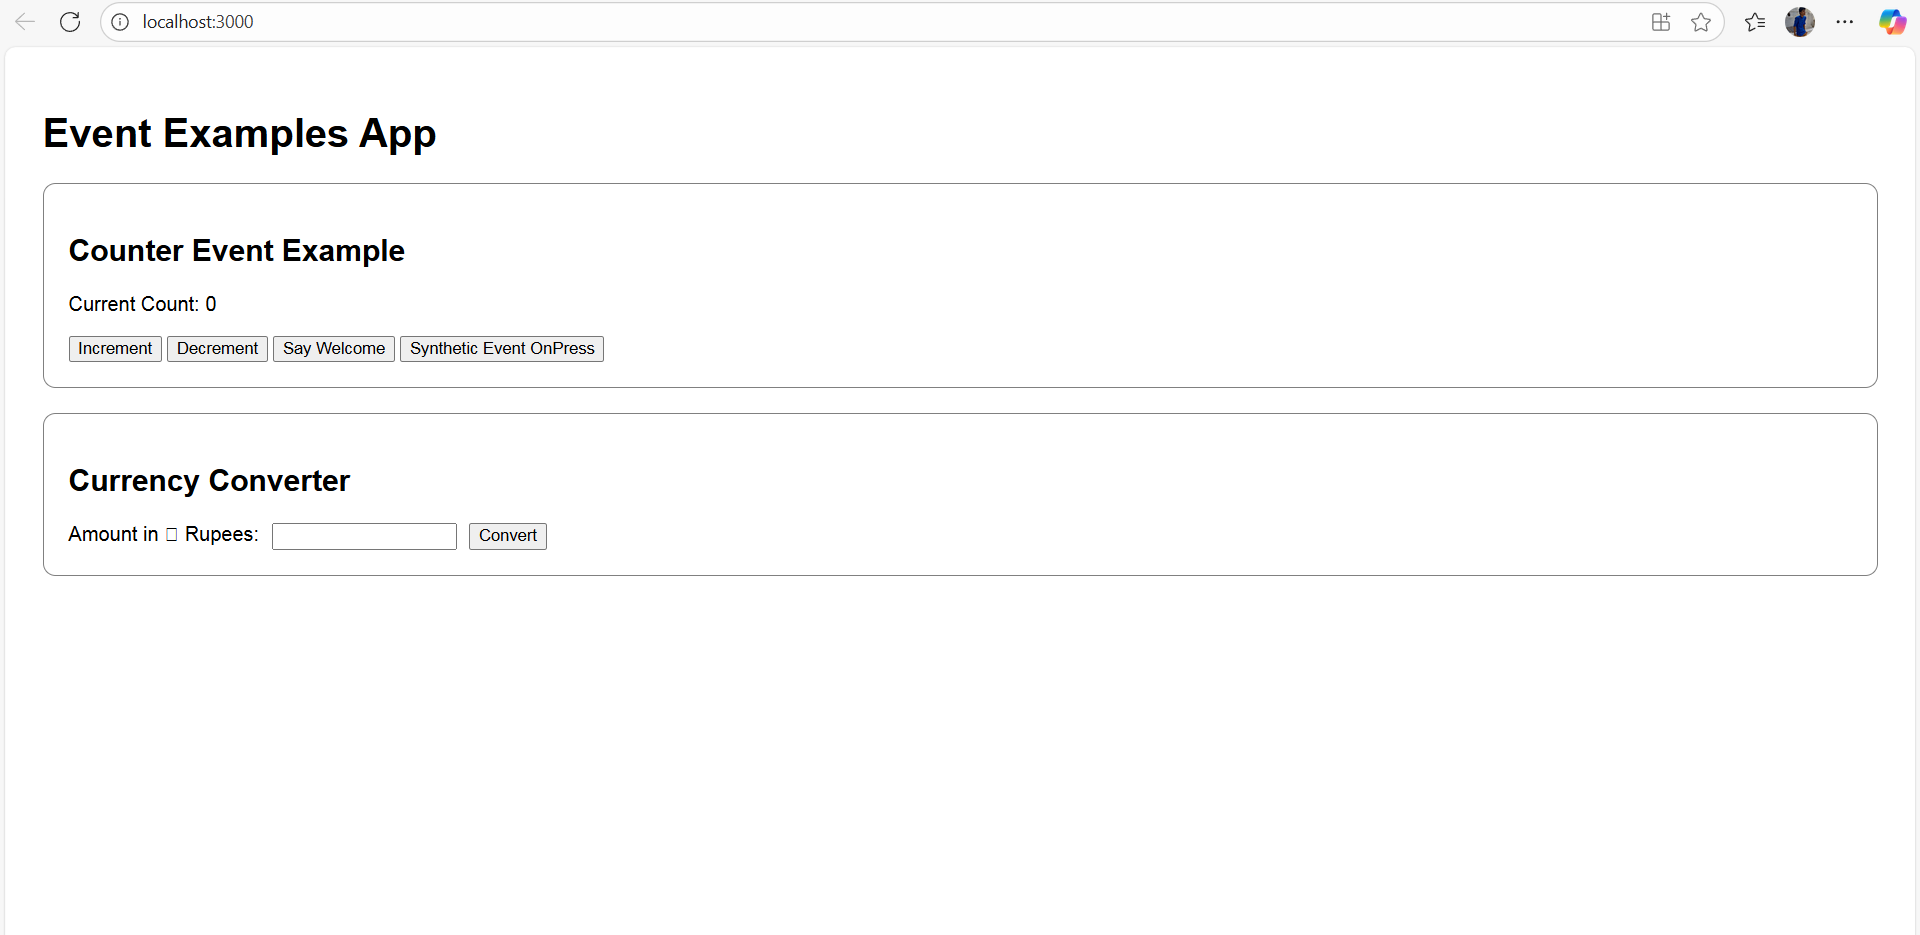 localhost:3000
Event Examples App
Counter Event Example
Current Count: 0
Increment Decrement Say Welcome Synthetic Event OnPress
Currency Converter
Amount in □ Rupees: Convert